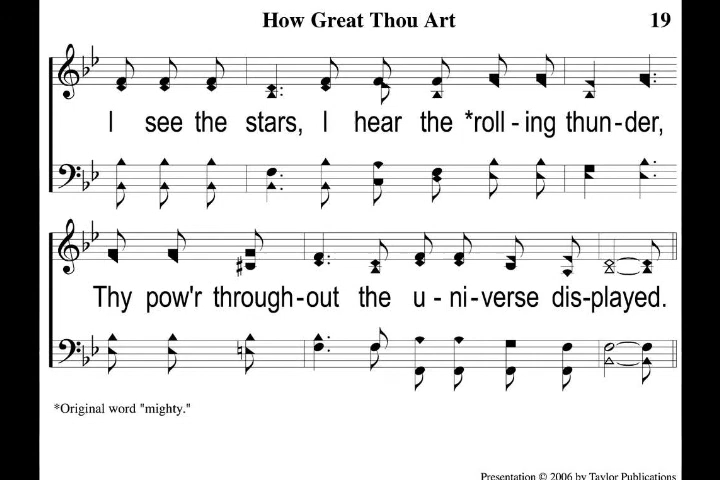 How Great Thou Art 19
I see the stars, I hear the *roll - ing thun-der,
Thy pow'r through-out the u - ni-verse dis-played.
*Original word "mighty."
Presentation © 2006 by Taylor Publications